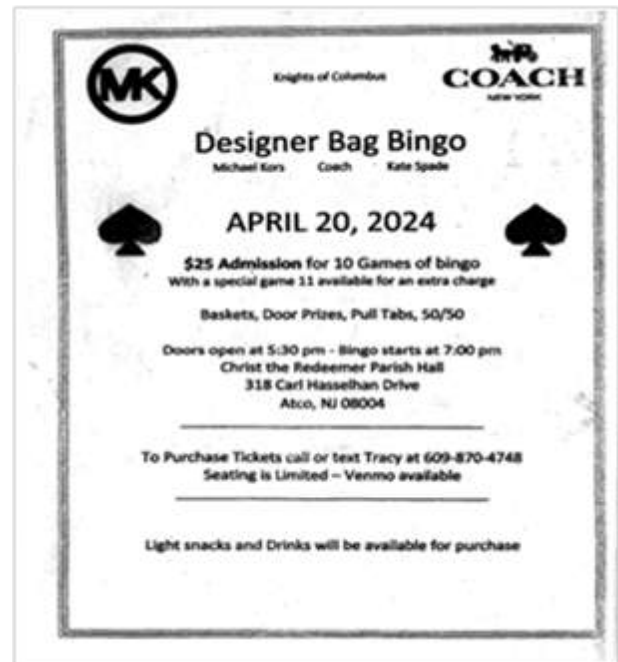 MK
Knights of Columbus
COACH
NEW YORK
Designer Bag Bingo
Michael Kors Coach Kate Spade
APRIL 20, 2024
$25 Admission for 10 Games of bingo
With a special game 11 available for an extra charge
Baskets, Door Prizes, Pull Tabs, 50/50
Doors open at 5:30 pm - Bingo starts at 7:00 pm
Christ the Redeemer Parish Hall
318 Carl Hasselhan Drive
Atco, NJ 08004
To Purchase Tickets call or text Tracy at 609-870-4748
Seating is Limited – Venmo available
Light snacks and Drinks will be available for purchase